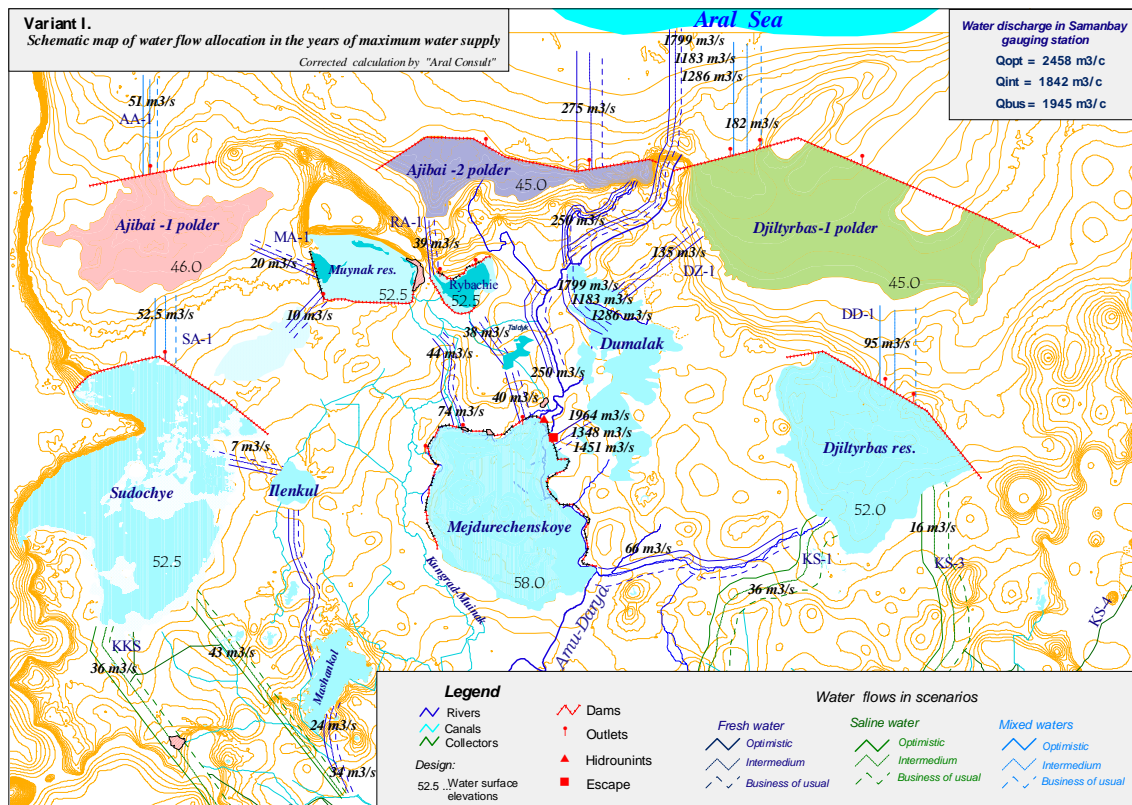 Variant I.
Schematic map of water flow allocation in the years of maximum water supply
Corrected calculation by "Aral Consult"
Aral Sea
Water discharge in Samanbay
gauging station
Qopt = 2458 m3/c
Qint = 1842 m3/c
Qbus = 1945 m3/c
1799 m3/s
1183 m3/s
1286 m3/s
51 m3/s
AA-1
275 m3/s
182 m3/s
Ajibai -2 polder
45.0
Ajibai -1 polder
46.0
Djiltyrbas-1 polder
45.0
RA-1
39 m3/s
MA-1
20 m3/s
Muynak res.
52.5
Rybachie
52.5
250 m3/s
135 m3/s
DZ-1
1799 m3/s
1183 m3/s
1286 m3/s
10 m3/s
52.5 m3/s
SA-1
DD-1
95 m3/s
38 m3/s
Taldyk
44 m3/s
Dumalak
250 m3/s
40 m3/s
74 m3/s
1964 m3/s
1348 m3/s
1451 m3/s
7 m3/s
Ilenkul
Sudochye
52.5
Mejdurechenskoye
58.0
Djiltyrbas res.
52.0
16 m3/s
66 m3/s
KS-1
KS-3
36 m3/s
KS-4
Kungrad-Muinak
Amu-Darya
KKS
36 m3/s
43 m3/s
Mashankol
24 m3/s
34 m3/s
Legend
Rivers
Canals
Collectors
Design:
52.5 ... Water surface
elevations
Dams
Outlets
Hidrounints
Escape
Water flows in scenarios
Fresh water
Optimistic
Intermedium
Business of usual
Saline water
Optimistic
Intermedium
Business of usual
Mixed waters
Optimistic
Intermedium
Business of usual